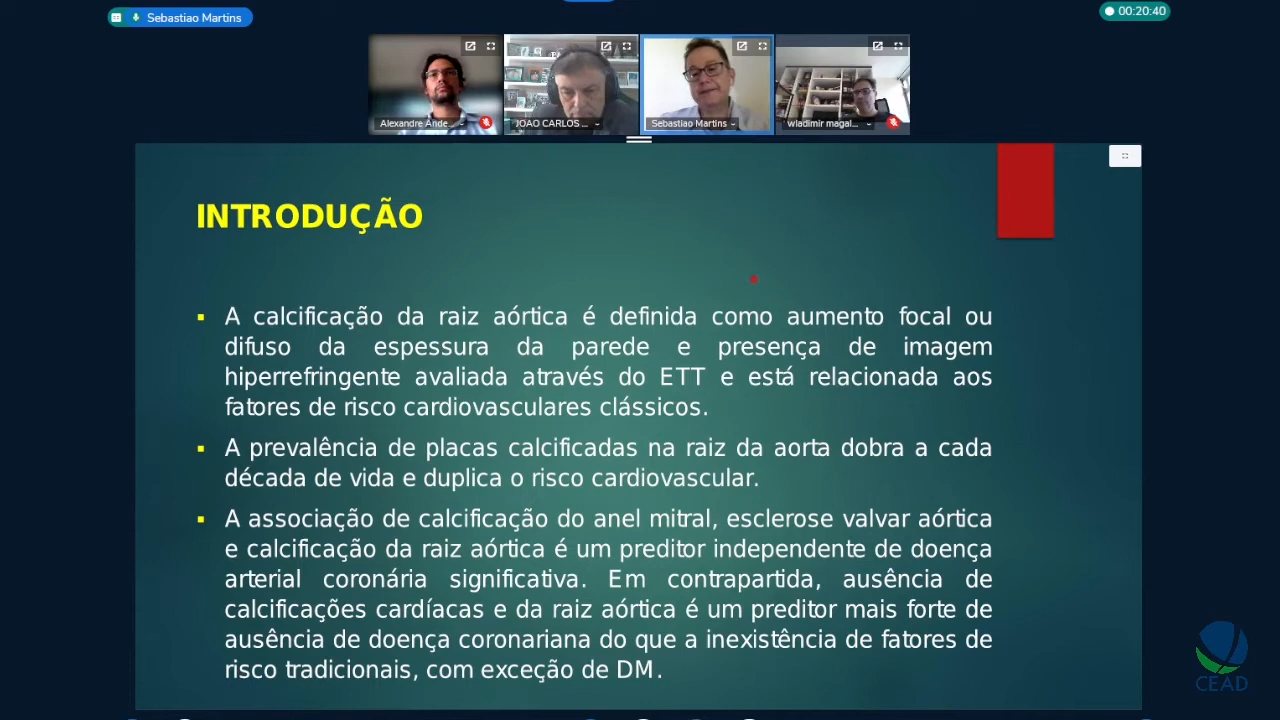 Sebastiao Martins
00:20:40
Alexandre Ande...
JOAO CARLOS ...
Sebastiao Martins
wladimir magal...
INTRODUÇÃO
A calcificação da raiz aórtica é definida como aumento focal ou
difuso da espessura da parede e presença de imagem
hiperrefringente avaliada através do ETT e está relacionada aos
fatores de risco cardiovasculares clássicos.
A prevalência de placas calcificadas na raiz da aorta dobra a cada
década de vida e duplica o risco cardiovascular.
A associação de calcificação do anel mitral, esclerose valvar aórtica
e calcificação da raiz aórtica é um preditor independente de doença
arterial coronária significativa. Em contrapartida, ausência de
calcificações cardíacas e da raiz aórtica é um preditor mais forte de
ausência de doença coronariana do que a inexistência de fatores de
risco tradicionais, com exceção de DM.
CEAD